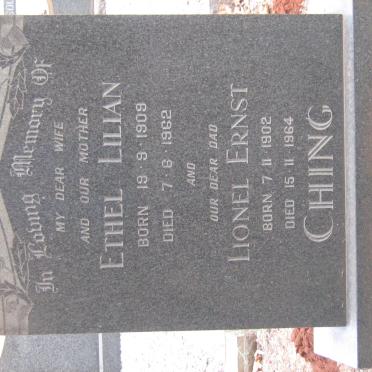 In Loving Memory Of
MY DEAR WIFE
AND OUR MOTHER
ETHEL LILIAN
BORN 19·9·1909
DIED 7·6·1962
AND
OUR DEAR DAD
LIONEL ERNST
BORN 7·11·1902
DIED 15·11·1964
CHING